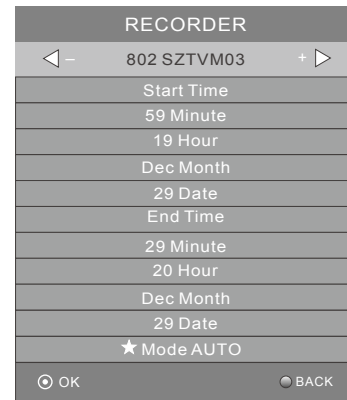 RECORDER
– 802 SZTVM03 +
Start Time
59 Minute
19 Hour
Dec Month
29 Date
End Time
29 Minute
20 Hour
Dec Month
29 Date
★ Mode AUTO
OK BACK